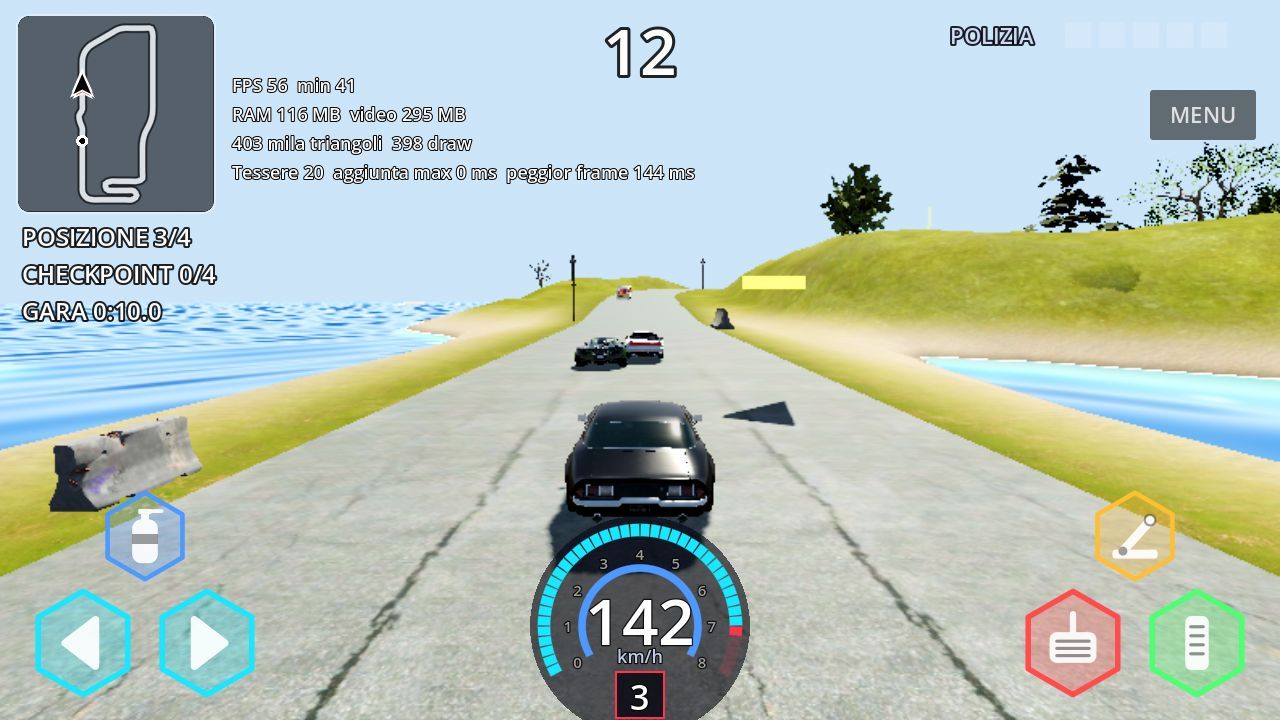 12
POLIZIA
MENU
FPS 56 min 41
RAM 116 MB video 295 MB
403 mila triangoli 398 draw
Tessere 20 aggiunta max 0 ms peggior frame 144 ms
POSIZIONE 3/4
CHECKPOINT 0/4
GARA 0:10.0
0 1 2 3 4 5 6 7 8
142
km/h
3